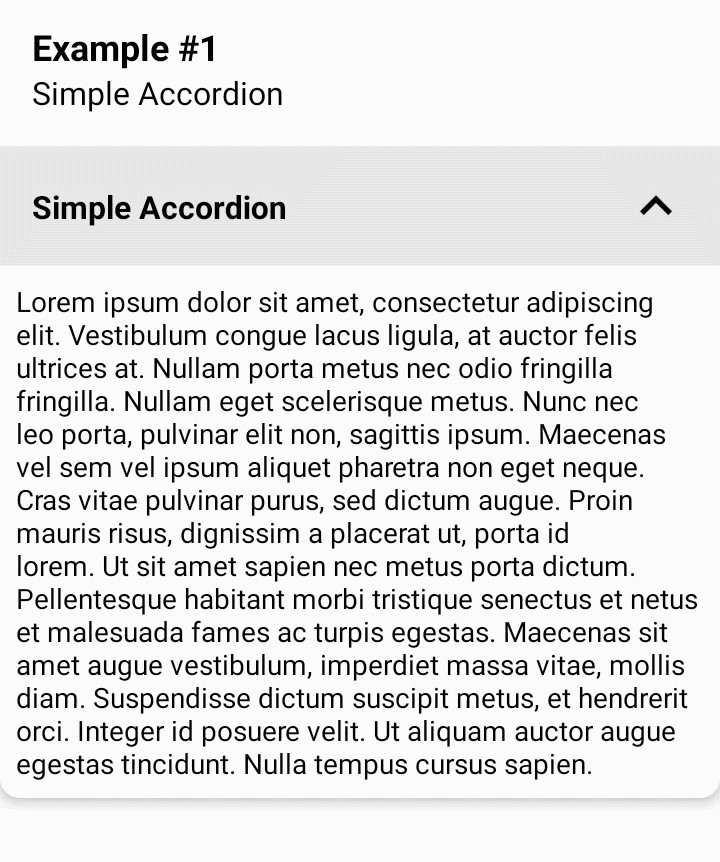 Example #1
Simple Accordion
Simple Accordion
Lorem ipsum dolor sit amet, consectetur adipiscing
elit. Vestibulum congue lacus ligula, at auctor felis
ultrices at. Nullam porta metus nec odio fringilla
fringilla. Nullam eget scelerisque metus. Nunc nec
leo porta, pulvinar elit non, sagittis ipsum. Maecenas
vel sem vel ipsum aliquet pharetra non eget neque.
Cras vitae pulvinar purus, sed dictum augue. Proin
mauris risus, dignissim a placerat ut, porta id
lorem. Ut sit amet sapien nec metus porta dictum.
Pellentesque habitant morbi tristique senectus et netus
et malesuada fames ac turpis egestas. Maecenas sit
amet augue vestibulum, imperdiet massa vitae, mollis
diam. Suspendisse dictum suscipit metus, et hendrerit
orci. Integer id posuere velit. Ut aliquam auctor augue
egestas tincidunt. Nulla tempus cursus sapien.